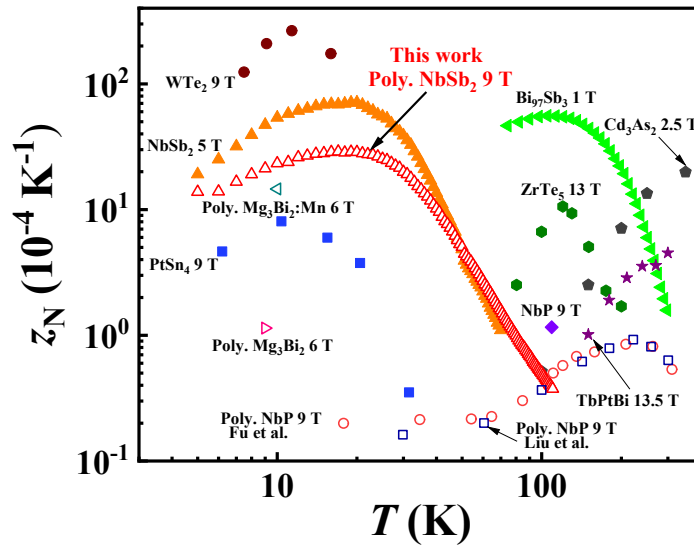 10²
10¹
10⁰
10⁻¹
z_N (10⁻⁴ K⁻¹)
WTe₂ 9 T
This work
Poly. NbSb₂ 9 T
Bi₉₇Sb₃ 1 T
Cd₃As₂ 2.5 T
NbSb₂ 5 T
ZrTe₅ 13 T
Poly. Mg₃Bi₂:Mn 6 T
PtSn₄ 9 T
NbP 9 T
Poly. Mg₃Bi₂ 6 T
TbPtBi 13.5 T
Poly. NbP 9 T
Fu et al.
Poly. NbP 9 T
Liu et al.
10
100
T (K)